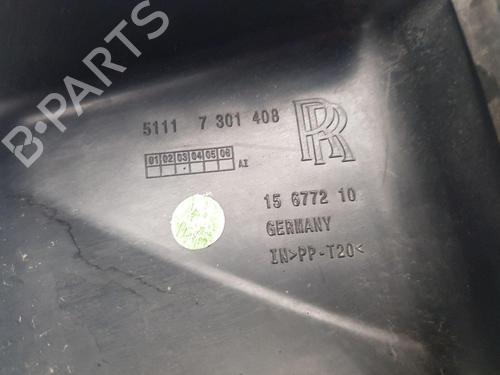 B-PARTS
5111 7 301 408
RR
01 02 03 04 05 06
AI
15 6772 10
GERMANY
IN>PP-T20<